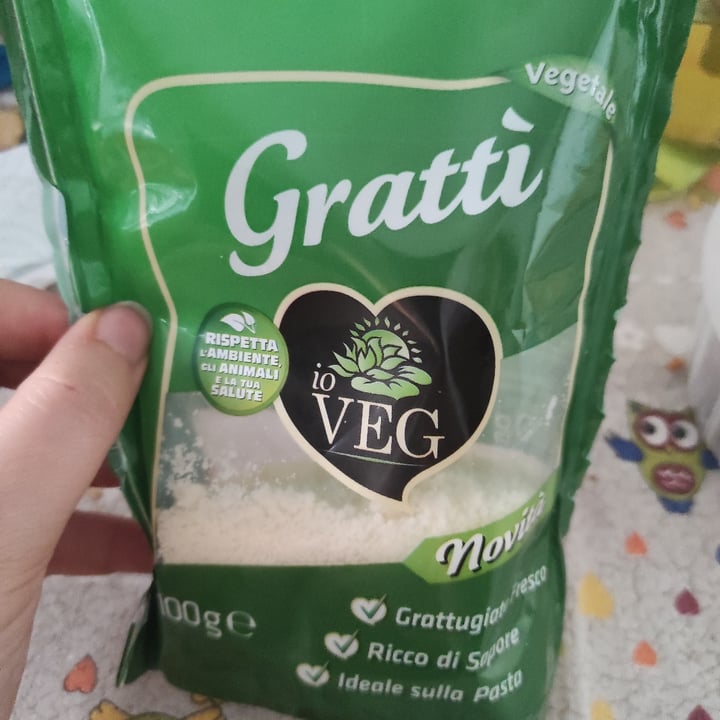 Vegetale
Grattì
RISPETTA
L'AMBIENTE,
GLI ANIMALI
E LA TUA
SALUTE
io
VEG
Novità
100g e
Grattugiato Fresco
Ricco di Sapore
Ideale sulla Pasta